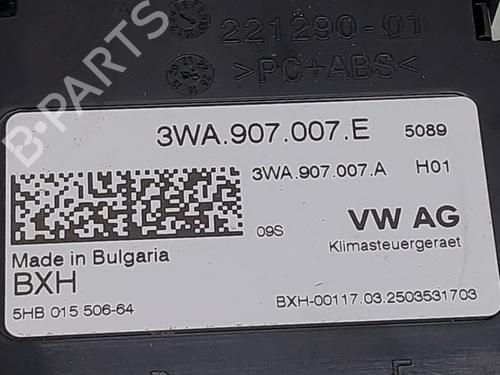 221290-01
>PC+ABS<
3WA.907.007.E 5089
3WA.907.007.A H01
09S VW AG
Made in Bulgaria Klimasteuergeraet
BXH
5HB 015 506-64 BXH-00117.03.2503531703
B-PARTS